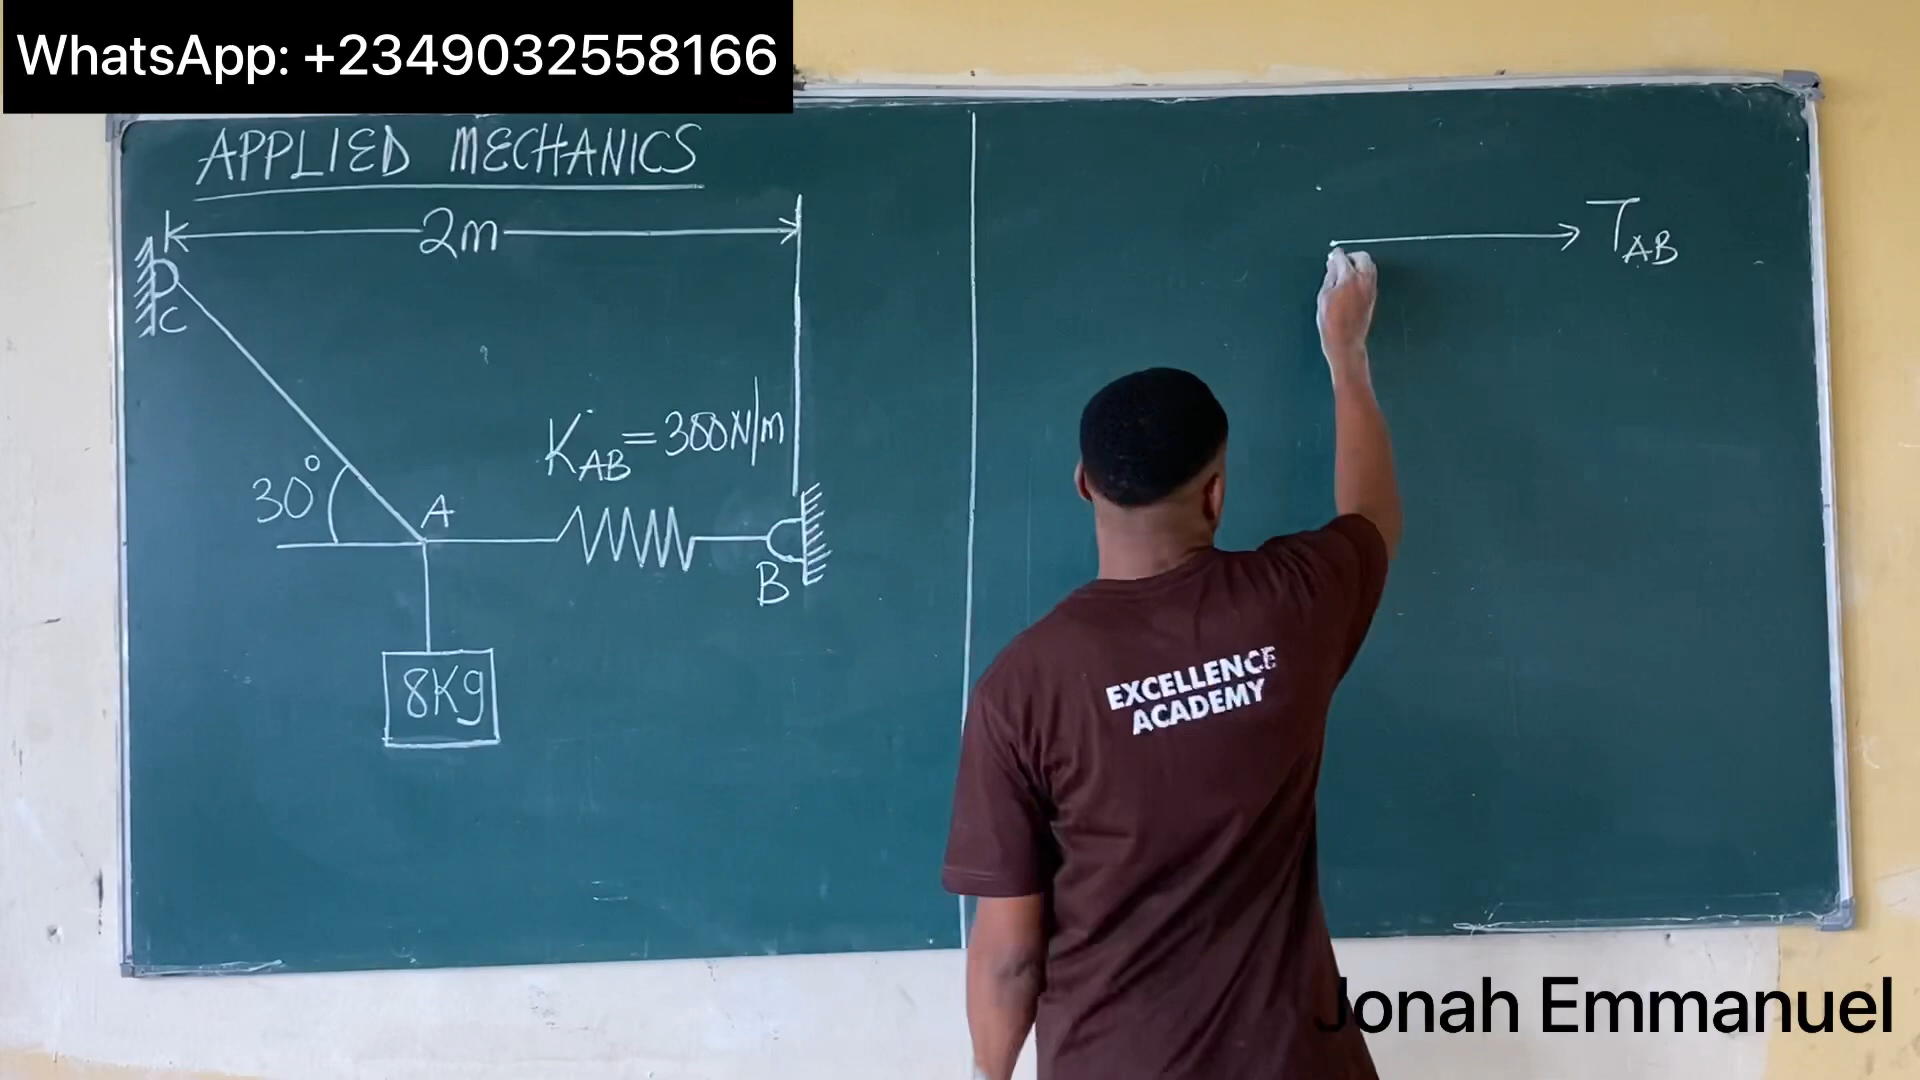 WhatsApp: +2349032558166
APPLIED MECHANICS
2m
C
30°
A
K_AB = 300N/m
B
8Kg
T_AB
EXCELLENCE
ACADEMY
Jonah Emmanuel